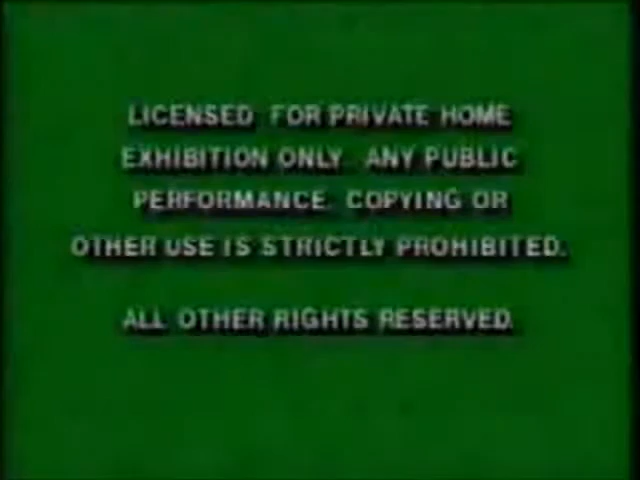 LICENSED FOR PRIVATE HOME
EXHIBITION ONLY. ANY PUBLIC
PERFORMANCE, COPYING OR
OTHER USE IS STRICTLY PROHIBITED.
ALL OTHER RIGHTS RESERVED.